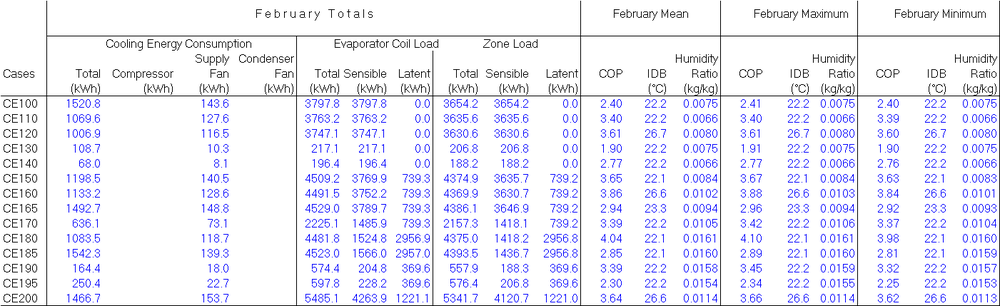 February Totals February Mean February Maximum February Minimum
Cooling Energy Consumption Evaporator Coil Load Zone Load
Supply Condenser Humidity Humidity Humidity
Cases Total Compressor Fan Fan Total Sensible Latent Total Sensible Latent COP IDB Ratio COP IDB Ratio COP IDB Ratio
(kWh) (kWh) (kWh) (kWh) (kWh) (kWh) (kWh) (kWh) (kWh) (kWh) (°C) (kg/kg) (°C) (kg/kg) (°C) (kg/kg)
CE100 1520.8 143.6 3797.8 3797.8 0.0 3654.2 3654.2 0.0 2.40 22.2 0.0075 2.41 22.2 0.0075 2.40 22.2 0.0075
CE110 1069.6 127.6 3763.2 3763.2 0.0 3635.6 3635.6 0.0 3.40 22.2 0.0066 3.40 22.2 0.0066 3.39 22.2 0.0066
CE120 1006.9 116.5 3747.1 3747.1 0.0 3630.6 3630.6 0.0 3.61 26.7 0.0080 3.61 26.7 0.0080 3.60 26.7 0.0080
CE130 108.7 10.3 217.1 217.1 0.0 206.8 206.8 0.0 1.90 22.2 0.0075 1.91 22.2 0.0075 1.90 22.2 0.0075
CE140 68.0 8.1 196.4 196.4 0.0 188.2 188.2 0.0 2.77 22.2 0.0066 2.77 22.2 0.0066 2.76 22.2 0.0066
CE150 1198.5 140.5 4509.2 3769.9 739.3 4374.9 3635.7 739.2 3.65 22.1 0.0084 3.67 22.1 0.0084 3.63 22.1 0.0083
CE160 1133.2 128.6 4491.5 3752.2 739.3 4369.9 3630.7 739.2 3.86 26.6 0.0102 3.88 26.6 0.0103 3.84 26.6 0.0101
CE165 1492.7 148.8 4529.0 3789.7 739.3 4386.1 3646.9 739.2 2.94 23.3 0.0094 2.96 23.3 0.0094 2.92 23.3 0.0093
CE170 636.1 73.1 2225.1 1485.9 739.3 2157.3 1418.1 739.2 3.39 22.2 0.0105 3.42 22.2 0.0106 3.37 22.2 0.0104
CE180 1083.5 118.7 4481.8 1524.8 2956.9 4375.0 1418.2 2956.8 4.04 22.1 0.0161 4.10 22.1 0.0161 3.98 22.1 0.0160
CE185 1542.3 139.3 4523.0 1566.0 2957.0 4393.5 1436.7 2956.8 2.85 22.1 0.0160 2.89 22.1 0.0160 2.81 22.1 0.0159
CE190 164.4 18.0 574.4 204.8 369.6 557.9 188.3 369.6 3.39 22.2 0.0158 3.45 22.2 0.0159 3.32 22.2 0.0157
CE195 250.4 22.7 597.8 228.2 369.6 576.4 206.8 369.6 2.30 22.2 0.0154 2.34 22.2 0.0155 2.25 22.2 0.0153
CE200 1466.7 153.7 5485.1 4263.9 1221.1 5341.7 4120.7 1221.0 3.64 26.6 0.0114 3.66 26.6 0.0114 3.62 26.6 0.0113